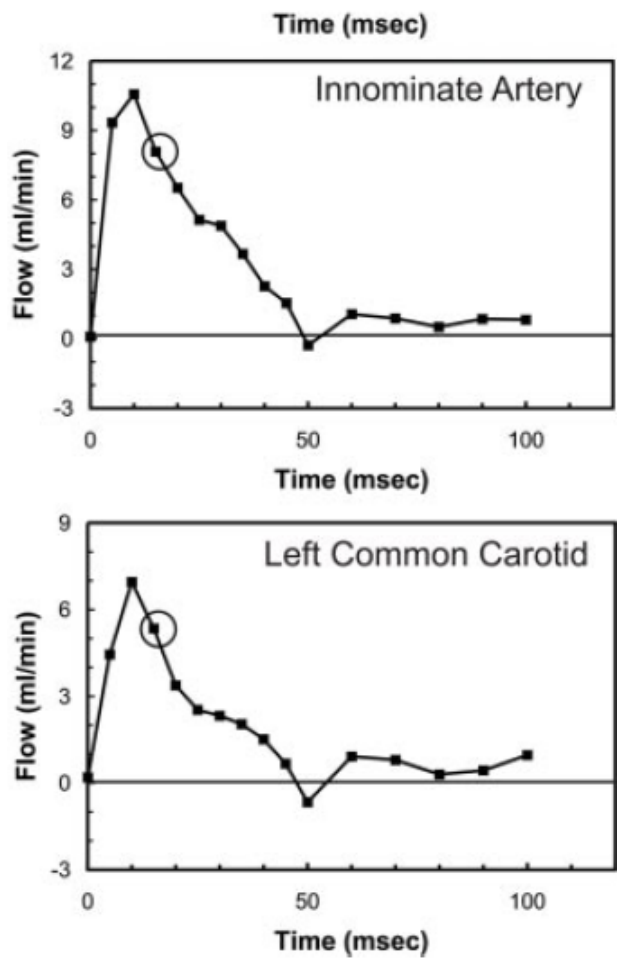 Time (msec)
Innominate Artery
Flow (ml/min)
12
9
6
3
0
-3
0 50 100
Time (msec)
Left Common Carotid
Flow (ml/min)
9
6
3
0
-3
0 50 100
Time (msec)